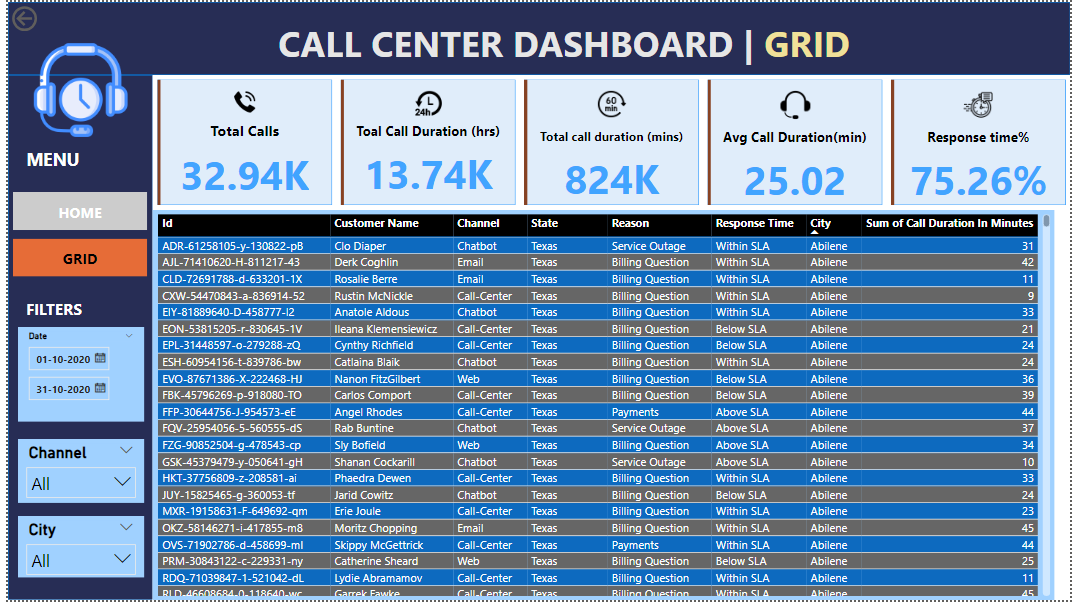 CALL CENTER DASHBOARD | GRID
MENU
HOME
GRID
FILTERS
Date
01-10-2020
31-10-2020
Channel
All
City
All
Total Calls
32.94K
24h
Toal Call Duration (hrs)
13.74K
60
min
Total call duration (mins)
824K
Avg Call Duration(min)
25.02
Response time%
75.26%
Id Customer Name Channel State Reason Response Time City Sum of Call Duration In Minutes
ADR-61258105-y-130822-pB Clo Diaper Chatbot Texas Service Outage Within SLA Abilene 31
AJL-71410620-H-811217-43 Derk Coghlin Email Texas Billing Question Within SLA Abilene 42
CLD-72691788-d-633201-1X Rosalie Berre Email Texas Billing Question Within SLA Abilene 11
CXW-54470843-a-836914-52 Rustin McNickle Call-Center Texas Billing Question Within SLA Abilene 9
EIY-81889640-D-458777-I2 Anatole Aldous Chatbot Texas Billing Question Within SLA Abilene 33
EON-53815205-r-830645-1V Ileana Klemensiewicz Call-Center Texas Billing Question Below SLA Abilene 21
EPL-31448597-o-279288-zQ Cynthy Richfield Call-Center Texas Billing Question Below SLA Abilene 24
ESH-60954156-t-839786-bw Catlaina Blaik Chatbot Texas Billing Question Within SLA Abilene 24
EVO-87671386-X-222468-HJ Nanon FitzGilbert Web Texas Billing Question Below SLA Abilene 36
FBK-45796269-p-918080-TO Carlos Comport Call-Center Texas Billing Question Below SLA Abilene 39
FFP-30644756-J-954573-eE Angel Rhodes Call-Center Texas Payments Above SLA Abilene 44
FQV-25954056-5-560555-dS Rab Buntine Chatbot Texas Service Outage Above SLA Abilene 37
FZG-90852504-g-478543-cp Sly Bofield Web Texas Billing Question Above SLA Abilene 34
GSK-45379479-y-050641-gH Shanan Cockarill Chatbot Texas Service Outage Above SLA Abilene 10
HKT-37756809-z-208581-ai Phaedra Dewen Call-Center Texas Billing Question Within SLA Abilene 33
JUY-15825465-g-360053-tf Jarid Cowitz Chatbot Texas Billing Question Below SLA Abilene 24
MXR-19158631-F-649692-qm Erie Joule Call-Center Texas Billing Question Within SLA Abilene 23
OKZ-58146271-i-417855-m8 Moritz Chopping Email Texas Billing Question Within SLA Abilene 45
OVS-71902786-d-458699-ml Skippy McGettrick Call-Center Texas Payments Within SLA Abilene 44
PRM-30843122-c-229331-ny Catherine Sheard Web Texas Billing Question Below SLA Abilene 25
RDQ-71039847-1-521042-dL Lydie Abramamov Call-Center Texas Billing Question Within SLA Abilene 11
RLD-46608684-0-118640-wc Garrek Fawke Call-Center Texas Billing Question Within SLA Abilene 45